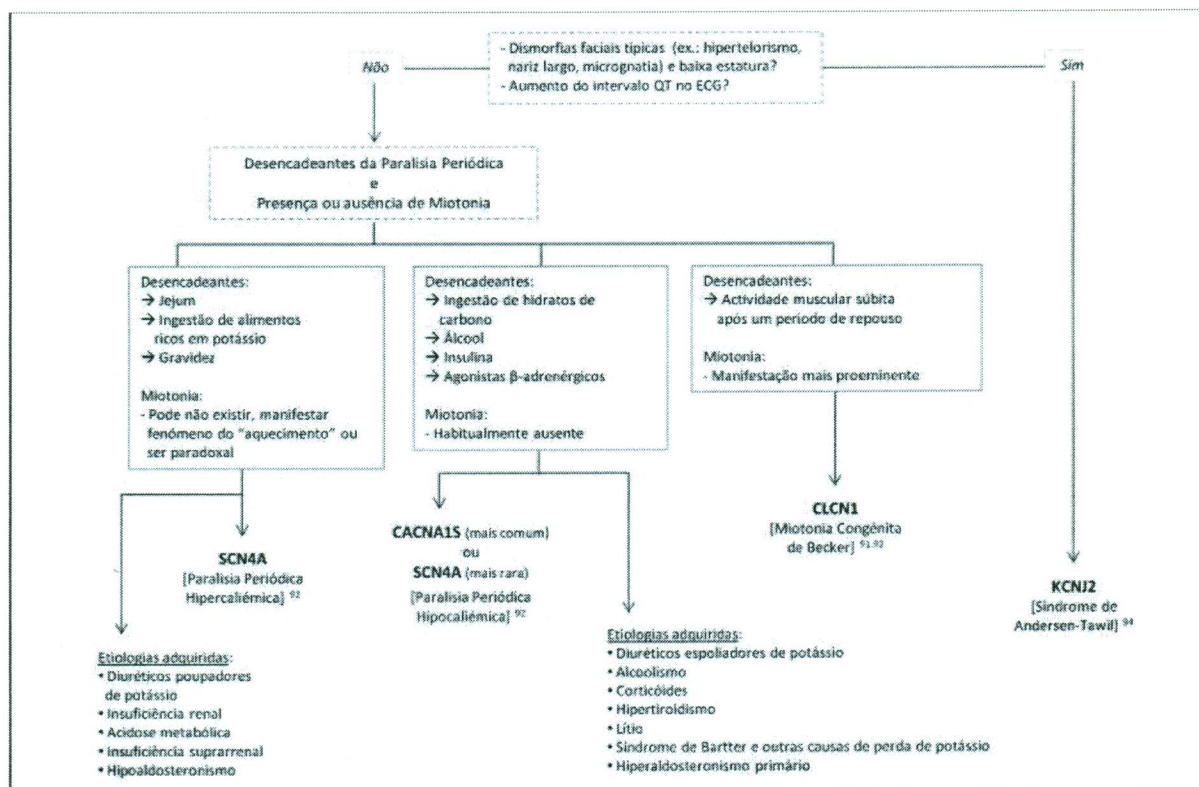 - Dismorfias faciais típicas (ex.: hipertelorismo,
nariz largo, micrognatia) e baixa estatura?
- Aumento do intervalo QT no ECG?
Não
Sim
Desencadeantes da Paralisia Periódica
e
Presença ou ausência de Miotonia
Desencadeantes:
→ Jejum
→ Ingestão de alimentos
ricos em potássio
→ Gravidez
Miotonia:
- Pode não existir, manifestar
fenómeno do "aquecimento" ou
ser paradoxal
Desencadeantes:
→ Ingestão de hidratos de
carbono
→ Álcool
→ Insulina
→ Agonistas β-adrenérgicos
Miotonia:
- Habitualmente ausente
Desencadeantes:
→ Actividade muscular súbita
após um período de repouso
Miotonia:
- Manifestação mais proeminente
SCN4A
[Paralisia Periódica
Hipercaliémica] 92
CACNA1S (mais comum)
ou
SCN4A (mais rara)
[Paralisia Periódica
Hipocaliémica] 92
CLCN1
[Miotonia Congénita
de Becker] 91,92
KCNJ2
[Síndrome de
Andersen-Tawil] 94
Etiologias adquiridas:
• Diuréticos poupadores
de potássio
• Insuficiência renal
• Acidose metabólica
• Insuficiência suprarrenal
• Hipoaldosteronismo
Etiologias adquiridas:
• Diuréticos espoliadores de potássio
• Alcoolismo
• Corticóides
• Hipertiroidismo
• Lítio
• Síndrome de Bartter e outras causas de perda de potássio
• Hiperaldosteronismo primário